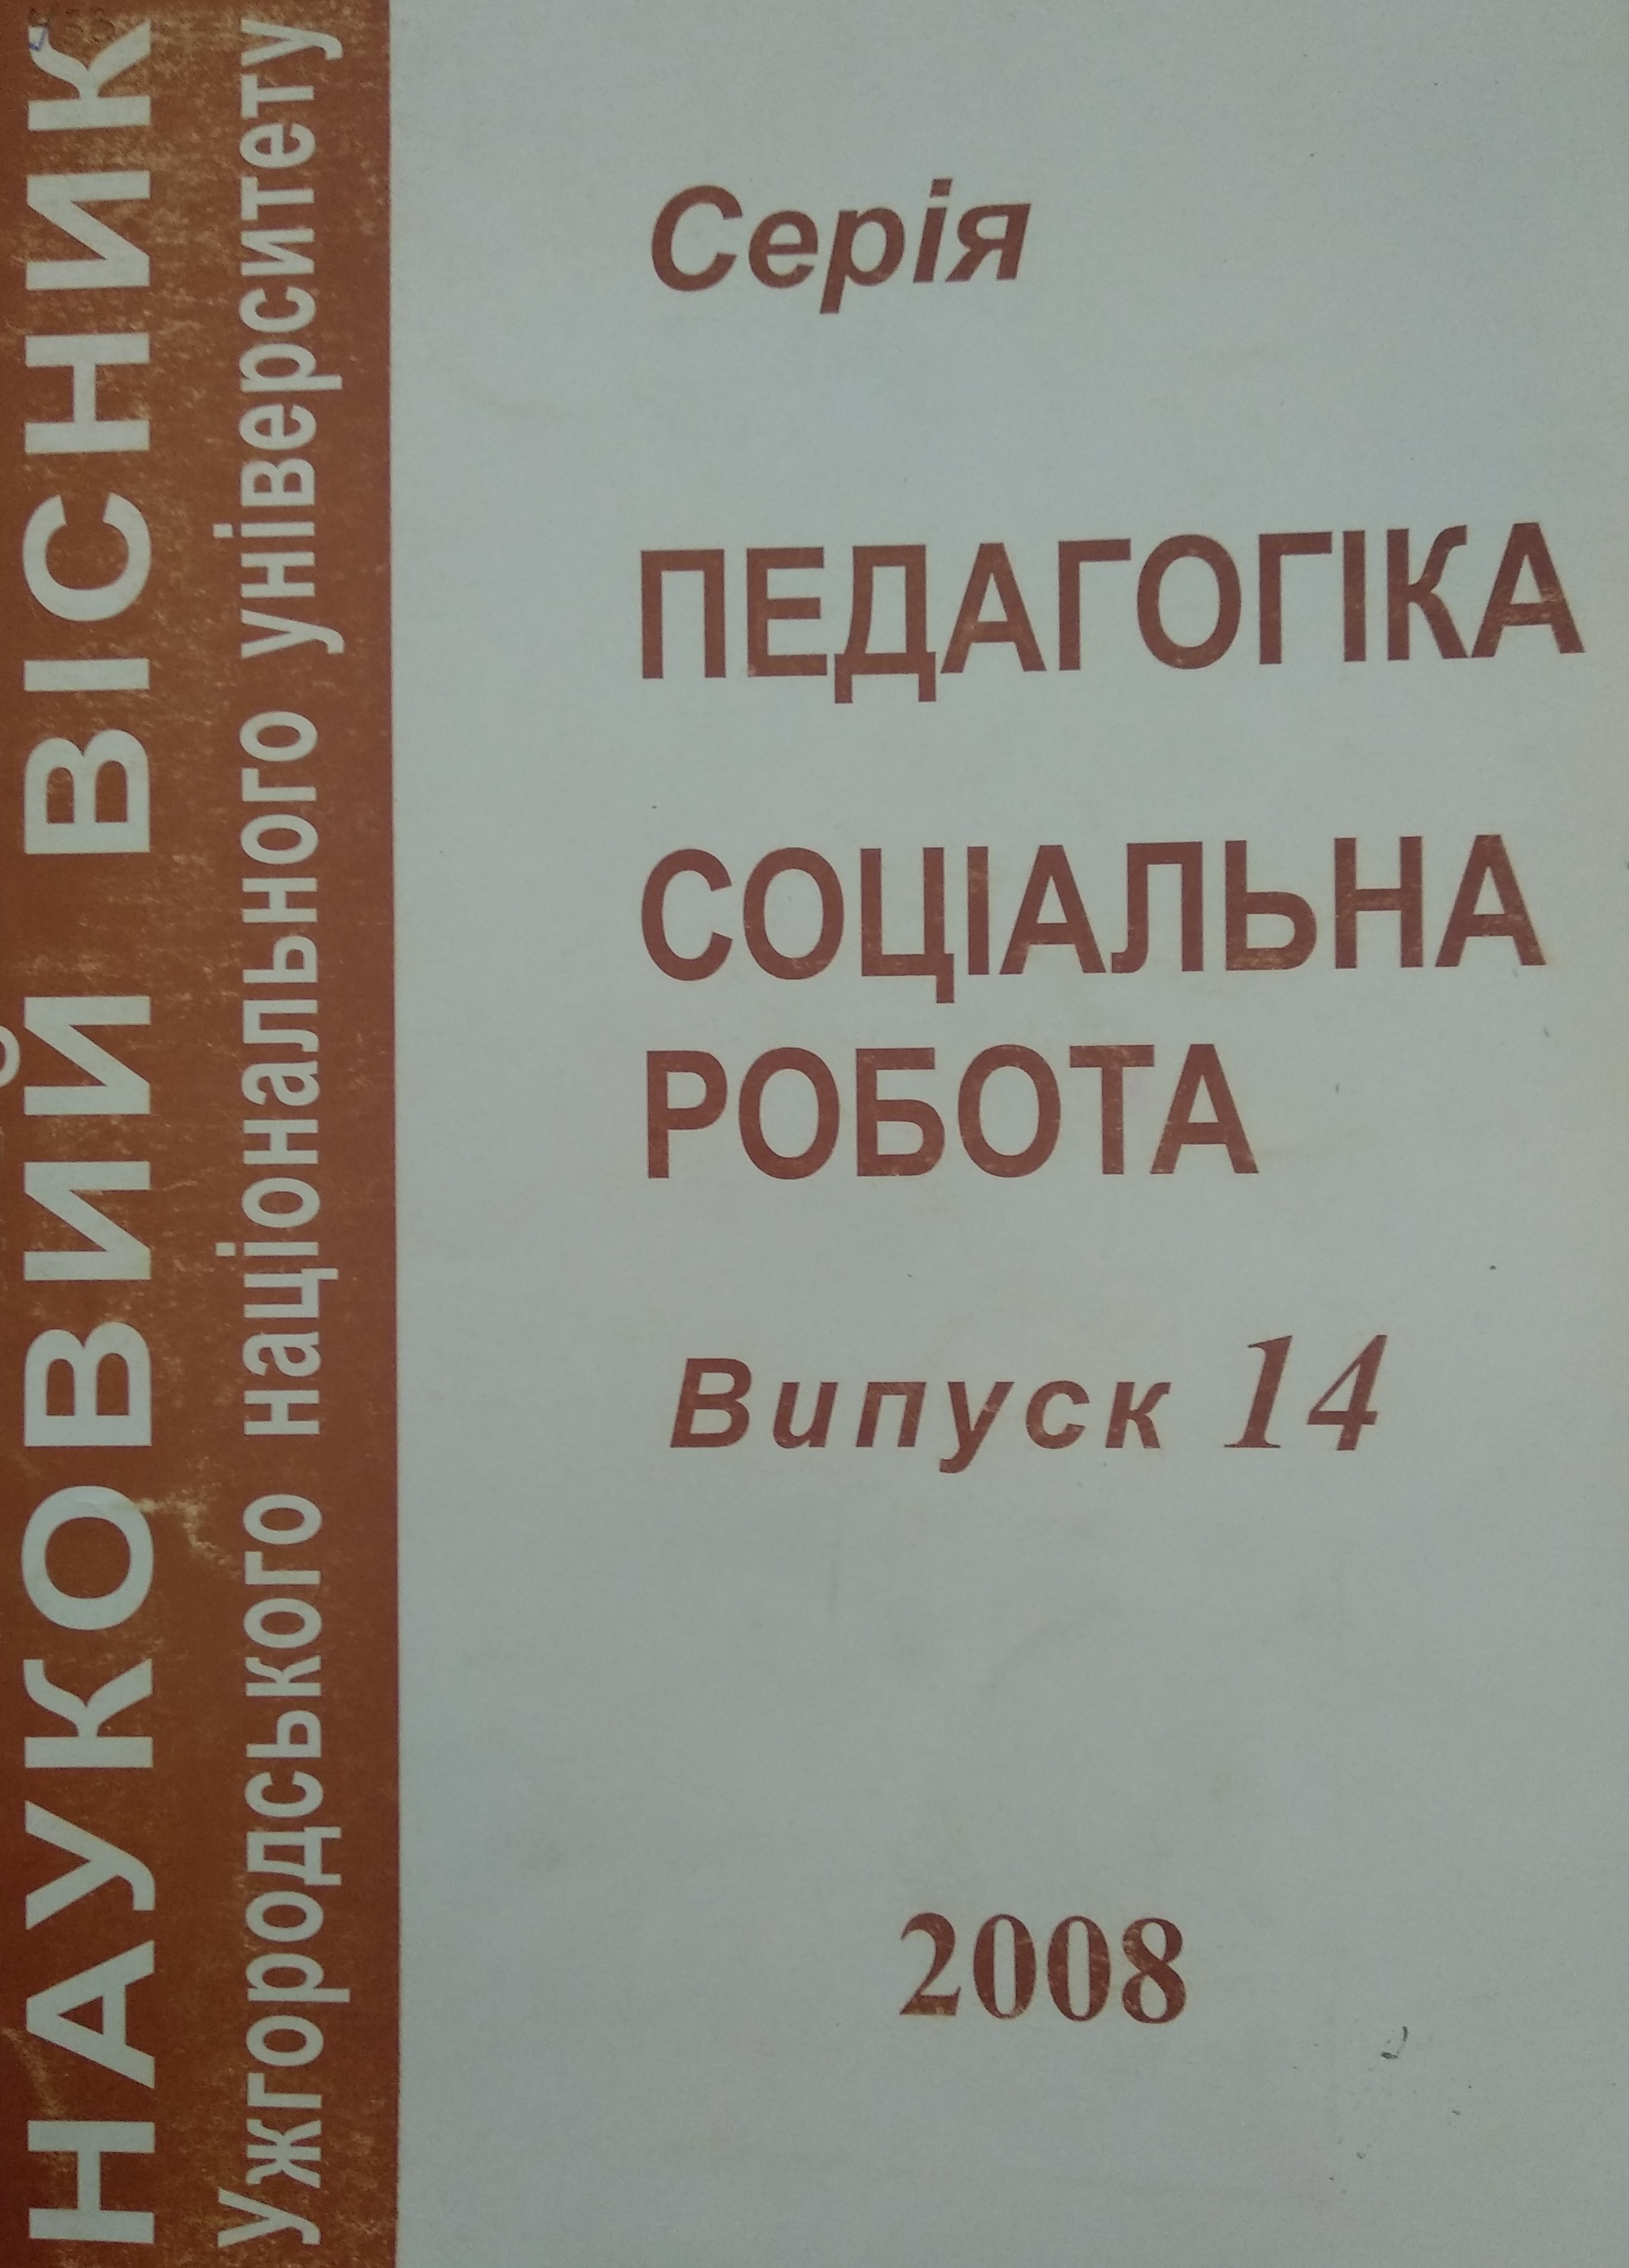 НАУКОВИЙ ВІСНИК
Ужгородського національного університету
Серія
ПЕДАГОГІКА
СОЦІАЛЬНА
РОБОТА
Випуск 14
2008